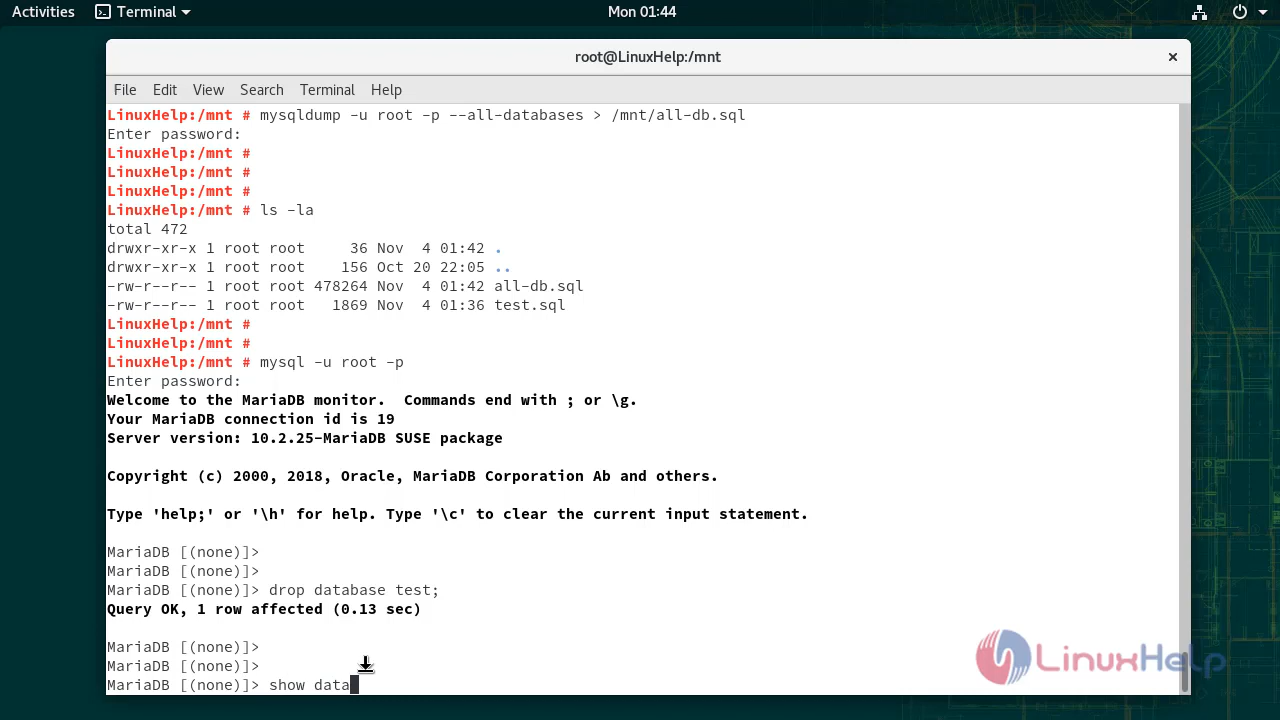 Activities Terminal Mon 01:44
root@LinuxHelp:/mnt ×
File Edit View Search Terminal Help
LinuxHelp:/mnt # mysqldump -u root -p --all-databases > /mnt/all-db.sql
Enter password:
LinuxHelp:/mnt #
LinuxHelp:/mnt #
LinuxHelp:/mnt #
LinuxHelp:/mnt # ls -la
total 472
drwxr-xr-x 1 root root     36 Nov  4 01:42 .
drwxr-xr-x 1 root root    156 Oct 20 22:05 ..
-rw-r--r-- 1 root root 478264 Nov  4 01:42 all-db.sql
-rw-r--r-- 1 root root   1869 Nov  4 01:36 test.sql
LinuxHelp:/mnt #
LinuxHelp:/mnt #
LinuxHelp:/mnt # mysql -u root -p
Enter password:
Welcome to the MariaDB monitor.  Commands end with ; or \g.
Your MariaDB connection id is 19
Server version: 10.2.25-MariaDB SUSE package
Copyright (c) 2000, 2018, Oracle, MariaDB Corporation Ab and others.
Type 'help;' or '\h' for help. Type '\c' to clear the current input statement.
MariaDB [(none)]>
MariaDB [(none)]>
MariaDB [(none)]> drop database test;
Query OK, 1 row affected (0.13 sec)
MariaDB [(none)]>
MariaDB [(none)]>
MariaDB [(none)]> show data
LinuxHelp